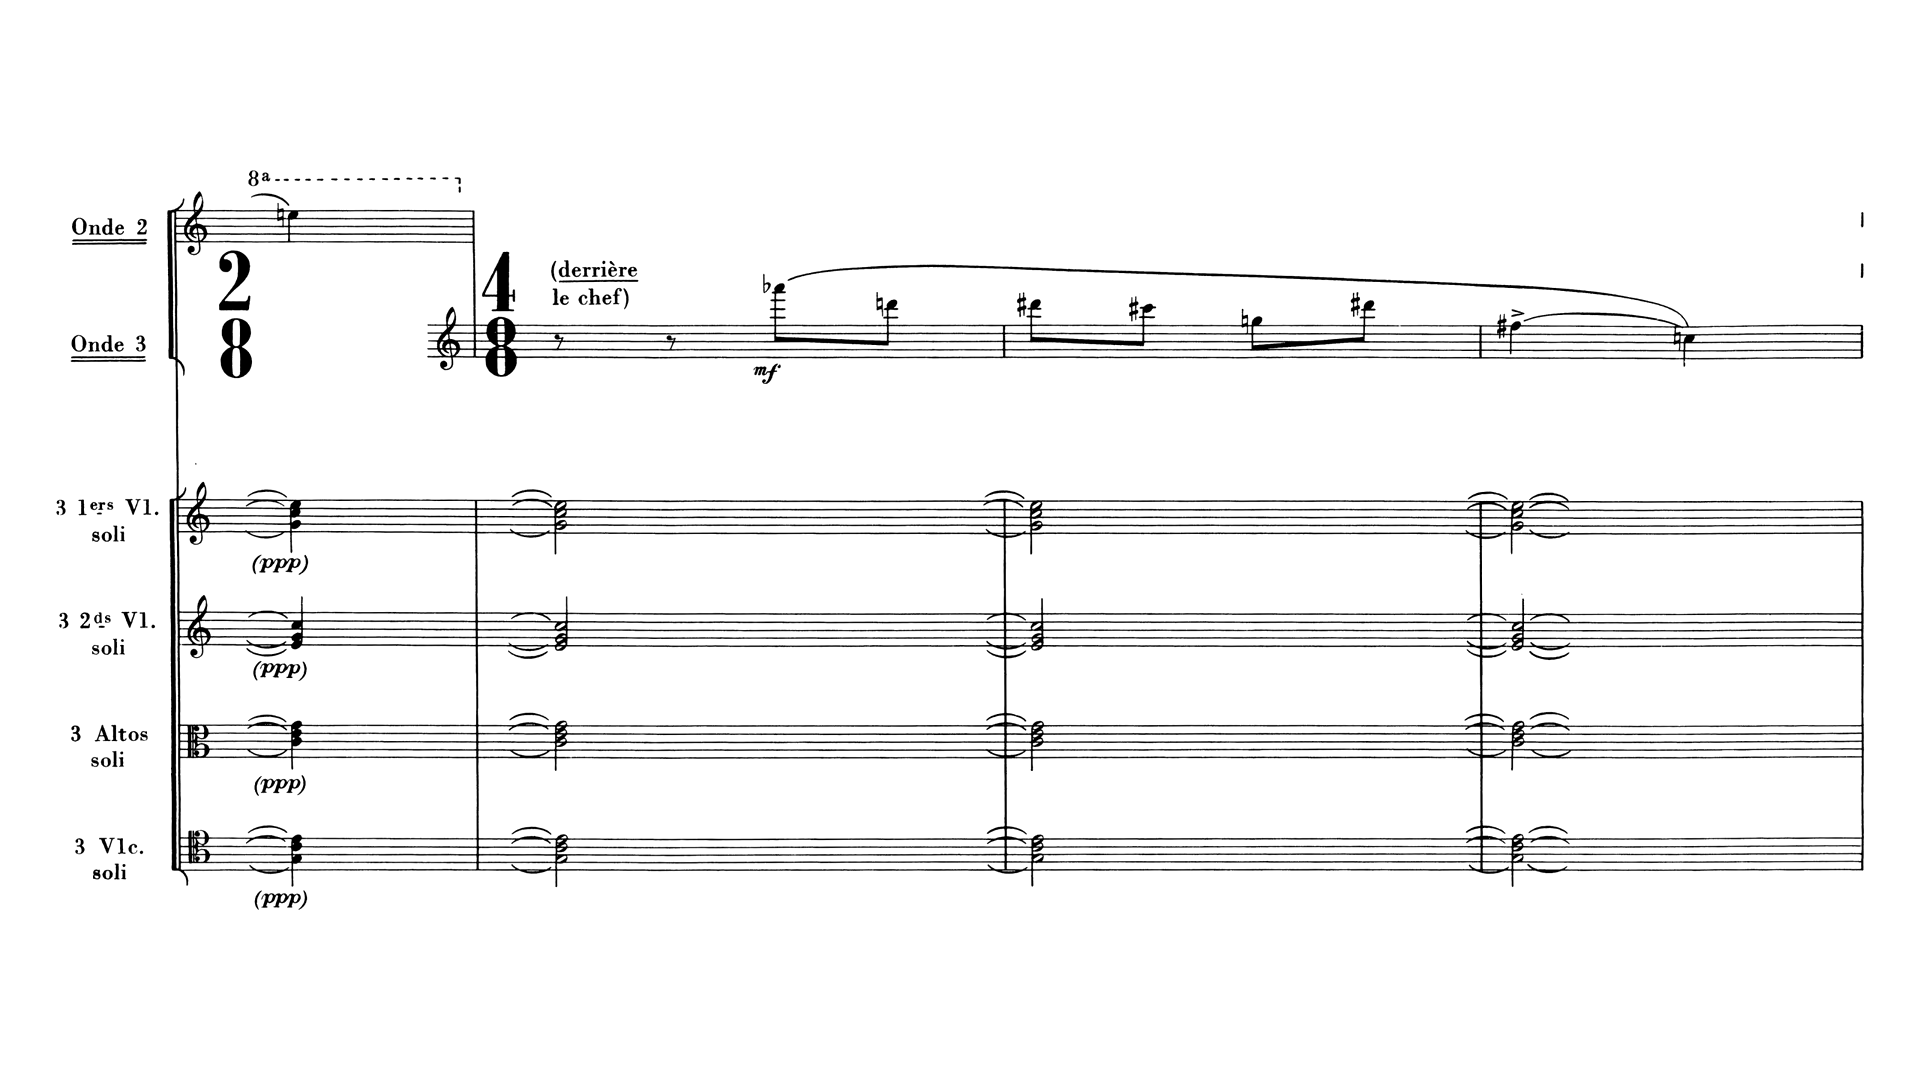 8ª
Onde 2
2
8
4
8
(derrière
le chef)
Onde 3
mf
3 1ers Vl.
soli
(ppp)
3 2ds Vl.
soli
(ppp)
3 Altos
soli
(ppp)
3 Vlc.
soli
(ppp)